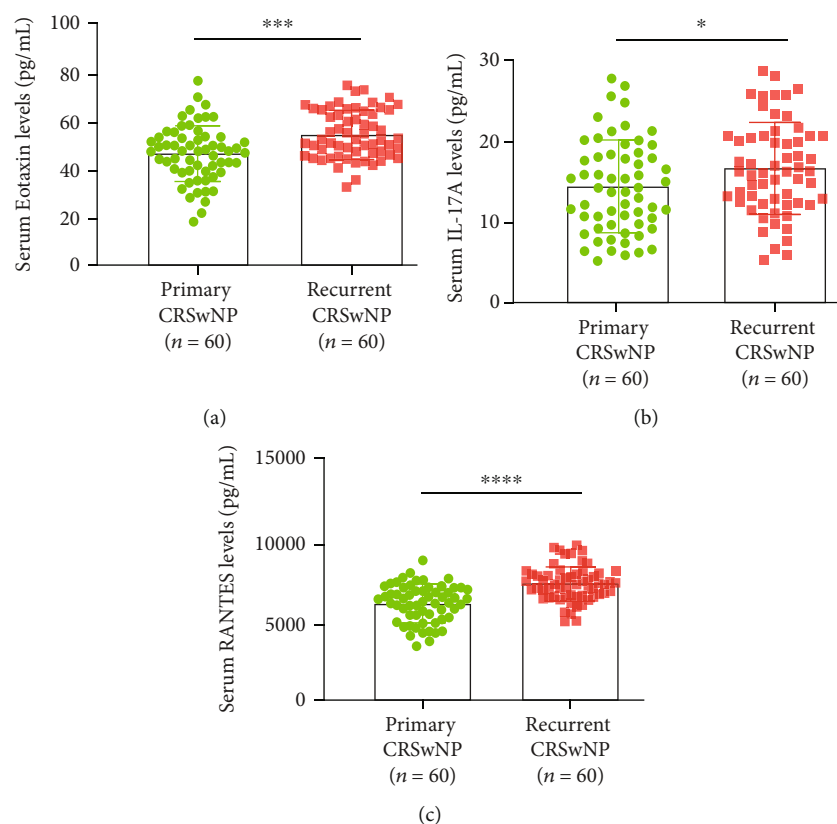 Serum Eotaxin levels (pg/mL)
100
80
60
40
20
0
***
Primary
CRSwNP
(n = 60)
Recurrent
CRSwNP
(n = 60)
(a)
Serum IL-17A levels (pg/mL)
30
20
10
0
*
Primary
CRSwNP
(n = 60)
Recurrent
CRSwNP
(n = 60)
(b)
Serum RANTES levels (pg/mL)
15000
10000
5000
0
****
Primary
CRSwNP
(n = 60)
Recurrent
CRSwNP
(n = 60)
(c)